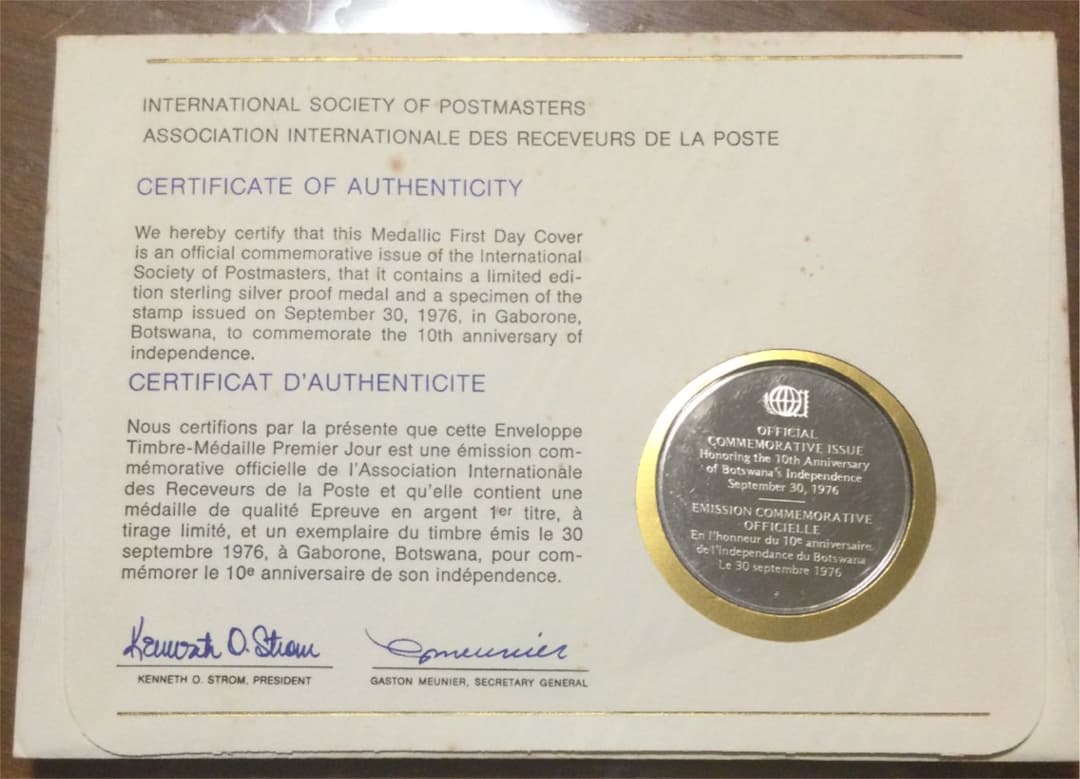 INTERNATIONAL SOCIETY OF POSTMASTERS
ASSOCIATION INTERNATIONALE DES RECEVEURS DE LA POSTE
CERTIFICATE OF AUTHENTICITY
We hereby certify that this Medallic First Day Cover
is an official commemorative issue of the International
Society of Postmasters, that it contains a limited edi-
tion sterling silver proof medal and a specimen of the
stamp issued on September 30, 1976, in Gaborone,
Botswana, to commemorate the 10th anniversary of
independence.
CERTIFICAT D'AUTHENTICITE
Nous certifions par la présente que cette Enveloppe
Timbre-Médaille Premier Jour est une émission com-
mémorative officielle de l'Association Internationale
des Receveurs de la Poste et qu'elle contient une
médaille de qualité Epreuve en argent 1er titre, à
tirage limité, et un exemplaire du timbre émis le 30
septembre 1976, à Gaborone, Botswana, pour com-
mémorer le 10e anniversaire de son indépendence.
Kenneth O. Strom
KENNETH O. STROM, PRESIDENT
Gmeunier
GASTON MEUNIER, SECRETARY GENERAL
OFFICIAL
COMMEMORATIVE ISSUE
Honoring the 10th Anniversary
of Botswana's Independence
September 30, 1976
EMISSION COMMEMORATIVE
OFFICIELLE
En l'honneur du 10e anniversaire
de l'Independance du Botswana
Le 30 septembre 1976